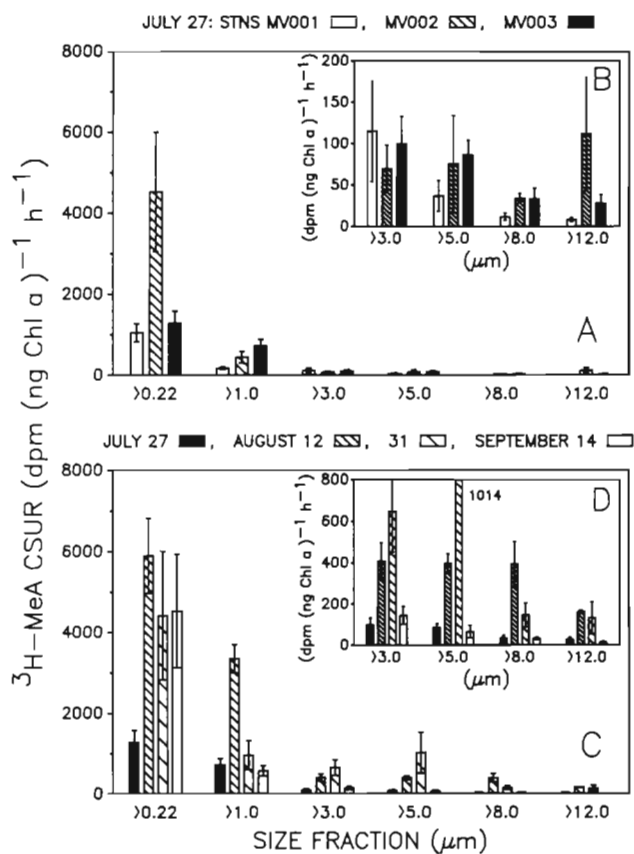 JULY 27: STNS MV001 , MV002 , MV003
8000
6000
4000
2000
0
200
150
100
50
0
(dpm (ng Chl a)⁻¹ h⁻¹)
B
>3.0 >5.0 >8.0 >12.0
(μm)
A
>0.22 >1.0 >3.0 >5.0 >8.0 >12.0
³H–MeA CSUR (dpm (ng Chl a)⁻¹ h⁻¹)
JULY 27 , AUGUST 12 , 31 , SEPTEMBER 14
8000
6000
4000
2000
0
800
600
400
200
0
(dpm (ng Chl a)⁻¹ h⁻¹)
1014
D
>3.0 >5.0 >8.0 >12.0
(μm)
C
>0.22 >1.0 >3.0 >5.0 >8.0 >12.0
SIZE FRACTION (μm)